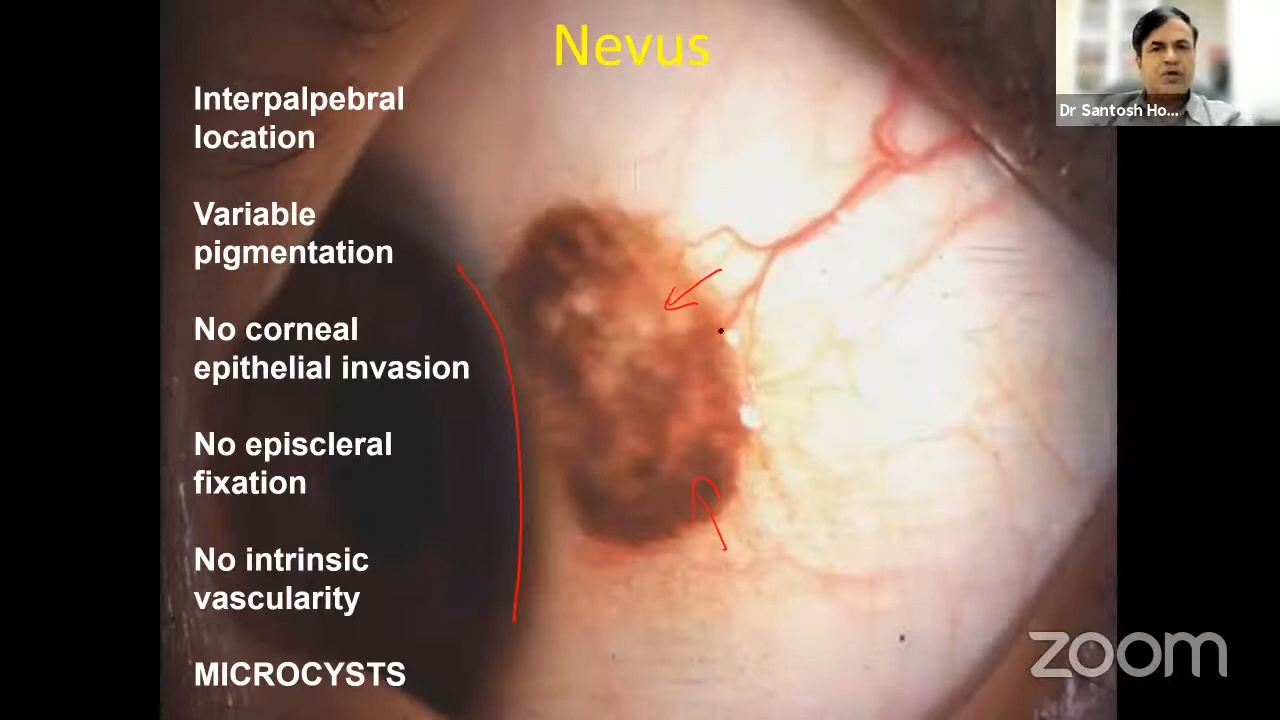 Nevus
Interpalpebral
location
Variable
pigmentation
No corneal
epithelial invasion
No episcleral
fixation
No intrinsic
vascularity
MICROCYSTS
Dr Santosh Ho...
zoom